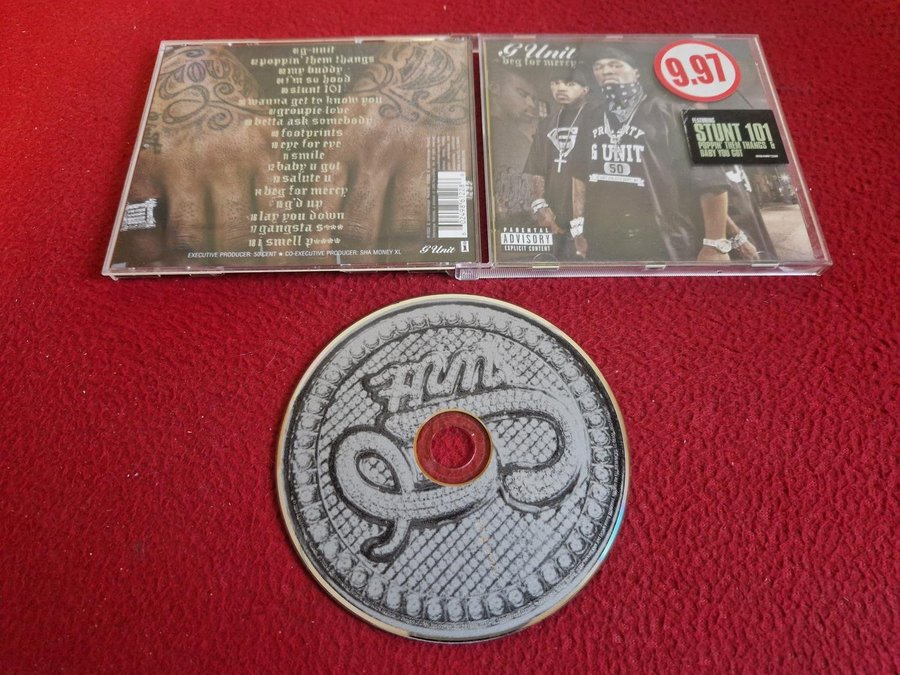 g-unit
poppin' them thangs
my buddy
i'm so hood
stunt 101
wanna get to know you
groupie love
betta ask somebody
footprints
eye for eye
smile
baby u got
salute u
beg for mercy
g'd up
lay you down
gangsta s***
i smell p****
EXECUTIVE PRODUCER: 50 CENT ★ CO-EXECUTIVE PRODUCER: SHA MONEY XL
G Unit
G Unit
beg for mercy
9.97
FEATURING
STUNT 101
POPPIN' THEM THANGS &
BABY YOU GOT
G UNIT
50
PARENTAL
ADVISORY
EXPLICIT CONTENT